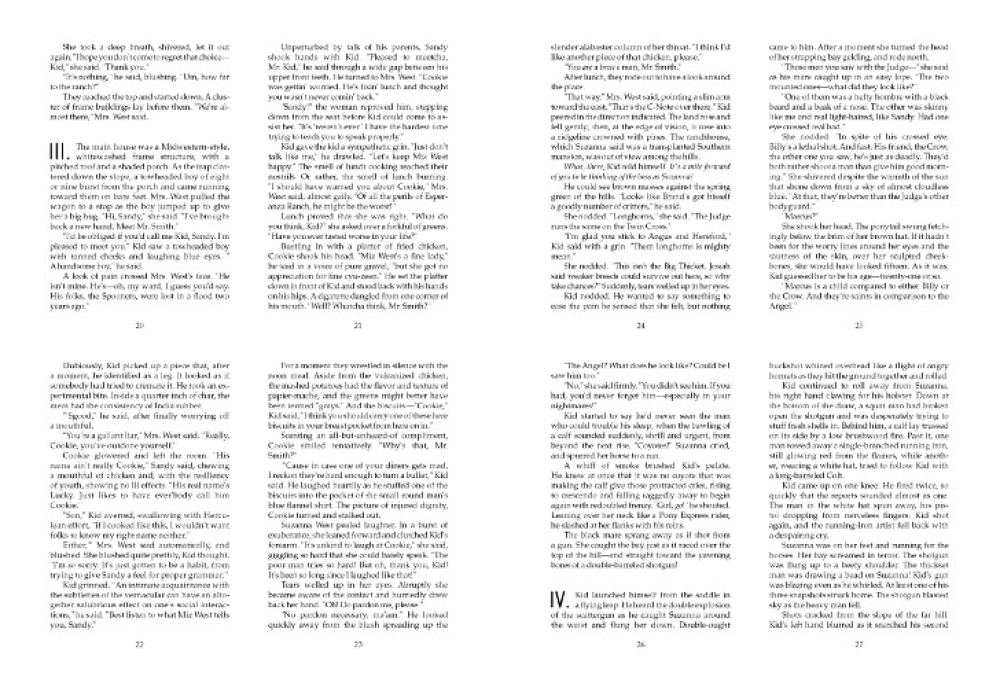 She took a deep breath, shivered, let it out
again. "I hope you don't come to regret that choice—
Kid," she said. "Thank you."
"It's nothing," he said, blushing. "Um, how far
to the ranch?"
They reached the top and started down. A clus-
ter of frame buildings lay before them. "We're al-
most there," Mrs. West said.
III. The main house was a Midwestern-style,
whitewashed frame structure, with a
pitched roof and a shaded porch. As the trap clat-
tered down the slope, a towheaded boy of eight
or nine burst from the porch and came running
toward them on bare feet. Mrs. West pulled the
wagon to a stop as the boy jumped up to give
her a big hug. "Hi, Sandy," she said. "I've brought
back a new hand. Meet Mr. Smith."
"I'd be obliged if you'd call me Kid, Sandy. I'm
pleased to meet you." Kid saw a towheaded boy
with tanned cheeks and laughing blue eyes. "
A handsome boy," he said.
A look of pain crossed Mrs. West's face. "He
isn't mine. He's—oh, my ward, I guess you'd say.
His folks, the Spooners, were lost in a flood two
years ago."
20
Unperturbed by talk of his parents, Sandy
shook hands with Kid. "Pleased to meetcha,
Mr. Kid," he said through a wide gap between his
upper front teeth. He turned to Mrs. West. "Cookie
was gettin' worried. He's fixin' lunch and thought
you wasn't never comin' back."
"Sandy!" the woman reproved him, stepping
down from the seat before Kid could come to as-
sist her. "It's 'weren't ever.' I have the hardest time
trying to teach you to speak properly."
Kid gave the kid a sympathetic grin. "Just don't
talk like me," he drawled. "Let's keep Miz West
happy." The smell of lunch cooking reached their
nostrils. Or rather, the smell of lunch burning.
"I should have warned you about Cookie," Mrs.
West said, almost gaily. "Of all the perils of Esper-
anza Ranch, he might be the worst!"
Lunch proved that she was right. "What do
you think, Kid?" she asked over a forkful of greens.
"Have you ever tasted worse in your life?"
Bustling in with a platter of fried chicken,
Cookie shook his head. "Miz West's a fine lady,"
he said in a voice of pure gravel, "but she got no
appreciation for fine cuzheen." He set the platter
down in front of Kid and stood back with his hands
on his hips. A cigarette dangled from one corner of
his mouth. "Well? Whatcha think, Mr. Smith?"
21
Dubiously, Kid picked up a piece that, after
a moment, he identified as a leg. It looked as if
somebody had tried to cremate it. He took an ex-
perimental bite. Inside a quarter inch of char, the
meat had the consistency of India rubber.
"'Sgood," he said, after finally worrying off
a mouthful.
"You're a gallant liar," Mrs. West said. "Really,
Cookie, you've outdone yourself."
Cookie glowered and left the room. "His
name ain't really Cookie," Sandy said, chewing
a mouthful of chicken and, with the resiliency
of youth, showing no ill effects. "His real name's
Lucky. Just likes to have ever'body call him
Cookie."
"Son," Kid averred, swallowing with Hercu-
lean effort, "if I cooked like this, I wouldn't want
folks to know my right name neither."
"Either," Mrs. West said automatically, and
blushed. She blushed quite prettily, Kid thought.
"I'm so sorry. It's just gotten to be a habit, from
trying to give Sandy a feel for proper grammar."
Kid grinned. "An intimate acquaintance with
the subtleties of the vernacular can have an alto-
gether salubrious effect on one's social interac-
tions," he said. "Best listen to what Miz West tells
you, Sandy."
22
For a moment they wrestled in silence with the
noon meal. Aside from the vulcanized chicken,
the mashed potatoes had the flavor and texture of
papier-mache, and the greens might better have
been termed "grays." And the biscuits—"Cookie,"
Kid said, "I think you should carry one of these here
biscuits in your breast pocket from here on in."
Scenting an all-but-unheard-of compliment,
Cookie smiled tentatively. "Why's that, Mr.
Smith?"
"Cause in case one of your diners gets mad,
I reckon they're hard enough to turn a bullet," Kid
said. He laughed heartily as he stuffed one of the
biscuits into the pocket of the small round man's
blue flannel shirt. The picture of injured dignity,
Cookie turned and stalked out.
Suzanna West pealed laughter. In a burst of
exuberance, she leaned forward and clutched Kid's
forearm. "It's unkind to laugh at Cookie," she said,
giggling so hard that she could barely speak. "The
poor man tries so hard! But oh, thank you, Kid!
It's been so long since I laughed like that!"
Tears welled up in her eyes. Abruptly she
became aware of the contact and hurriedly drew
back her hand. "Oh! Do pardon me, please."
"No pardon necessary, ma'am." He looked
quickly away from the blush spreading up the
23
slender alabaster column of her throat. "I think I'd
like another piece of that chicken, please."
"You are a brave man, Mr. Smith."
After lunch, they rode out to have a look around
the place.
"That way," Mrs. West said, pointing a slim arm
toward the east. "That's the C-Note over there." Kid
peered in the direction indicated. The land rose and
fell gently; then, at the edge of vision, it rose into
a ridgeline crowned with pines. The ranchhouse,
which Suzanna said was a transplanted Southern
mansion, was out of view among the hills.
Whoa, there, Kid told himself. It's a mite forward
of you to be thinking of the boss as Suzanna!
He could see brown masses against the spring
green of the hills. "Looks like Brand's got hisself
a goodly number of critters," he said.
She nodded. "Longhorns," she said. "The Judge
runs the same on the Twin Cross."
"I'm glad you stick to Angus and Hereford,"
Kid said with a grin. "Them longhorns is mighty
mean."
She nodded. "This isn't the Big Thicket. Josiah
said weaker breeds could survive out here, so why
take chances?" Suddenly, tears welled up in her eyes.
Kid nodded. He wanted to say something to
ease the pain he sensed that she felt, but nothing
24
came to him. After a moment she turned the head
of her strapping bay gelding, and rode north.
"Those men you saw with the Judge—" she said
as his mare caught up in an easy lope. "The two
mounted ones—what did they look like?"
"One of them was a hefty hombre with a black
beard and a beak of a nose. The other was skinny
like me and real light-haired, like Sandy. Had one
eye crossed real bad."
She nodded. "In spite of his crossed eye,
Billy's a lethal shot. And fast. His friend, the Crow,
the other one you saw, he's just as deadly. They'd
both rather shoot a man than give him good morn-
ing." She shivered despite the warmth of the sun
that shone down from a sky of almost cloudless
blue. "At that, they're better than the Judge's other
bodyguard."
"Marcus?"
She shook her head. The ponytail swung fetch-
ingly below the brim of her brown hat. If it hadn't
been for the worry lines around her eyes and the
tautness of the skin, over her sculpted cheek-
bones, she would have looked fifteen. As it was,
Kid guessed her to be his age—twenty-one or so.
"Marcus is a child compared to either Billy or
the Crow. And they're saints in comparison to the
Angel."
25
"The Angel? What does he look like? Could be I
saw him too."
"No," she said firmly. "You didn't see him. If you
had, you'd never forget him—especially in your
nightmares!"
Kid started to say he'd never seen the man
who could trouble his sleep, when the bawling of
a calf sounded suddenly, shrill and urgent, from
beyond the next rise. "Coyotes!" Suzanna cried,
and spurred her horse to a run.
A whiff of smoke brushed Kid's palate.
He knew at once that it was no coyote that was
making the calf give those protracted cries, rising
to crescendo and falling raggedly away to begin
again with redoubled frenzy. "Girl, go!" he shouted.
Leaning over her neck like a Pony Express rider,
he slashed at her flanks with his reins.
The black mare sprang away as if shot from
a gun. She caught the bay just as it raced over the
top of the hill—and straight toward the yawning
bores of a double-barreled shotgun!
IV. Kid launched himself from the saddle in
a flying leap. He heard the double explosion
of the scattergun as he caught Suzanna around
the waist and flung her down. Double-ought
26
buckshot whined overhead like a flight of angry
hornets as they hit the ground together and rolled.
Kid continued to roll away from Suzanna,
his right hand clawing for his holster. Down at
the bottom of the draw, a squat man had broken
open the shotgun and was desperately trying to
stuff fresh shells in. Behind him, a calf lay trussed
on its side by a low brushwood fire. Past it, one
man tossed away a single-branched running iron,
still glowing red from the flames, while anoth-
er, wearing a white hat, tried to follow Kid with
a long-barreled Colt.
Kid came up on one knee. He fired twice, so
quickly that the reports sounded almost as one.
The man in the white hat spun away, his pis-
tol dropping from nerveless fingers. Kid shot
again, and the running-iron artist fell back with
a despairing cry.
Suzanna was on her feet and running for the
horses. Her bay screamed in terror. The shotgun
was flung up to a beefy shoulder. The thickset
man was drawing a bead on Suzanna! Kid's gun
was blazing even as he whirled. At least one of his
three snapshots struck home. The shotgun blasted
sky as the heavy man fell.
Shots cracked from the slope of the far hill.
Kid's left hand blurred as it snatched his second
27